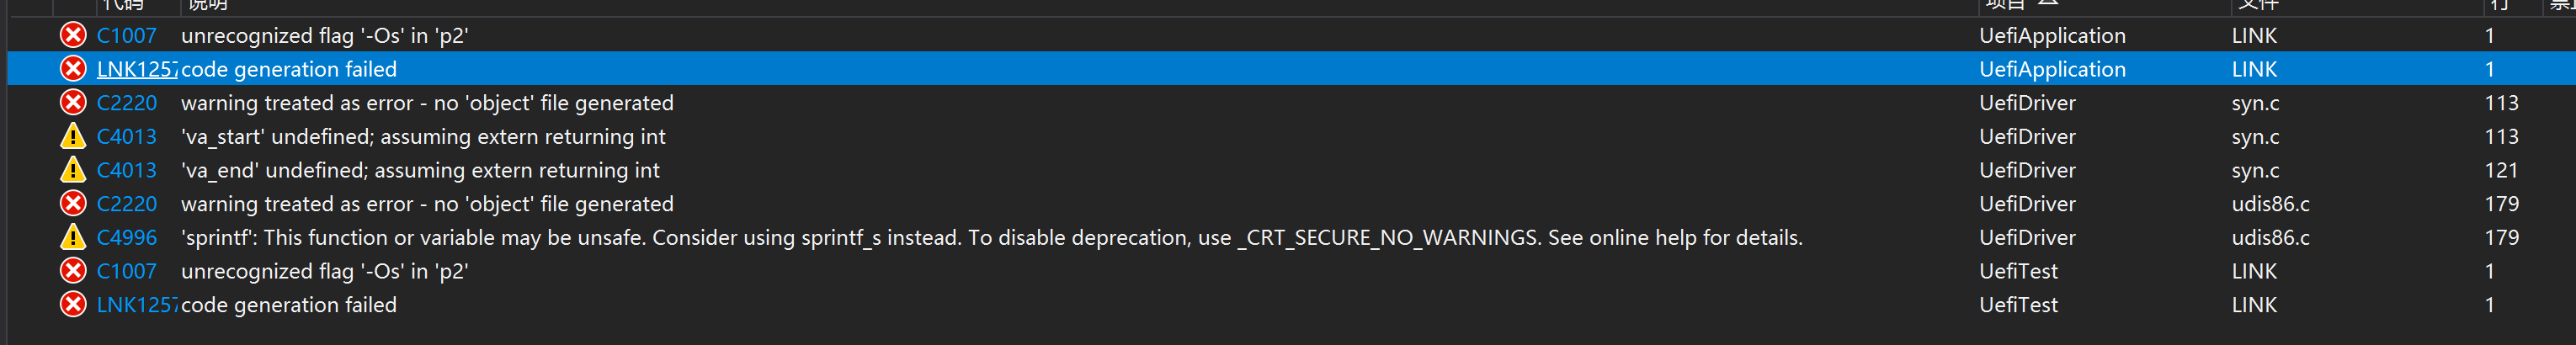 代码 说明 项目 文件 行
C1007 unrecognized flag '-Os' in 'p2' UefiApplication LINK 1
LNK1257 code generation failed UefiApplication LINK 1
C2220 warning treated as error - no 'object' file generated UefiDriver syn.c 113
C4013 'va_start' undefined; assuming extern returning int UefiDriver syn.c 113
C4013 'va_end' undefined; assuming extern returning int UefiDriver syn.c 121
C2220 warning treated as error - no 'object' file generated UefiDriver udis86.c 179
C4996 'sprintf': This function or variable may be unsafe. Consider using sprintf_s instead. To disable deprecation, use _CRT_SECURE_NO_WARNINGS. See online help for details. UefiDriver udis86.c 179
C1007 unrecognized flag '-Os' in 'p2' UefiTest LINK 1
LNK1257 code generation failed UefiTest LINK 1